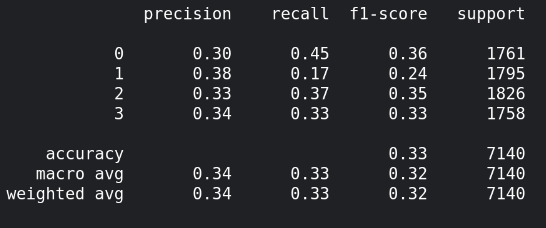 precision recall f1-score support
0 0.30 0.45 0.36 1761
1 0.38 0.17 0.24 1795
2 0.33 0.37 0.35 1826
3 0.34 0.33 0.33 1758
accuracy 0.33 7140
macro avg 0.34 0.33 0.32 7140
weighted avg 0.34 0.33 0.32 7140